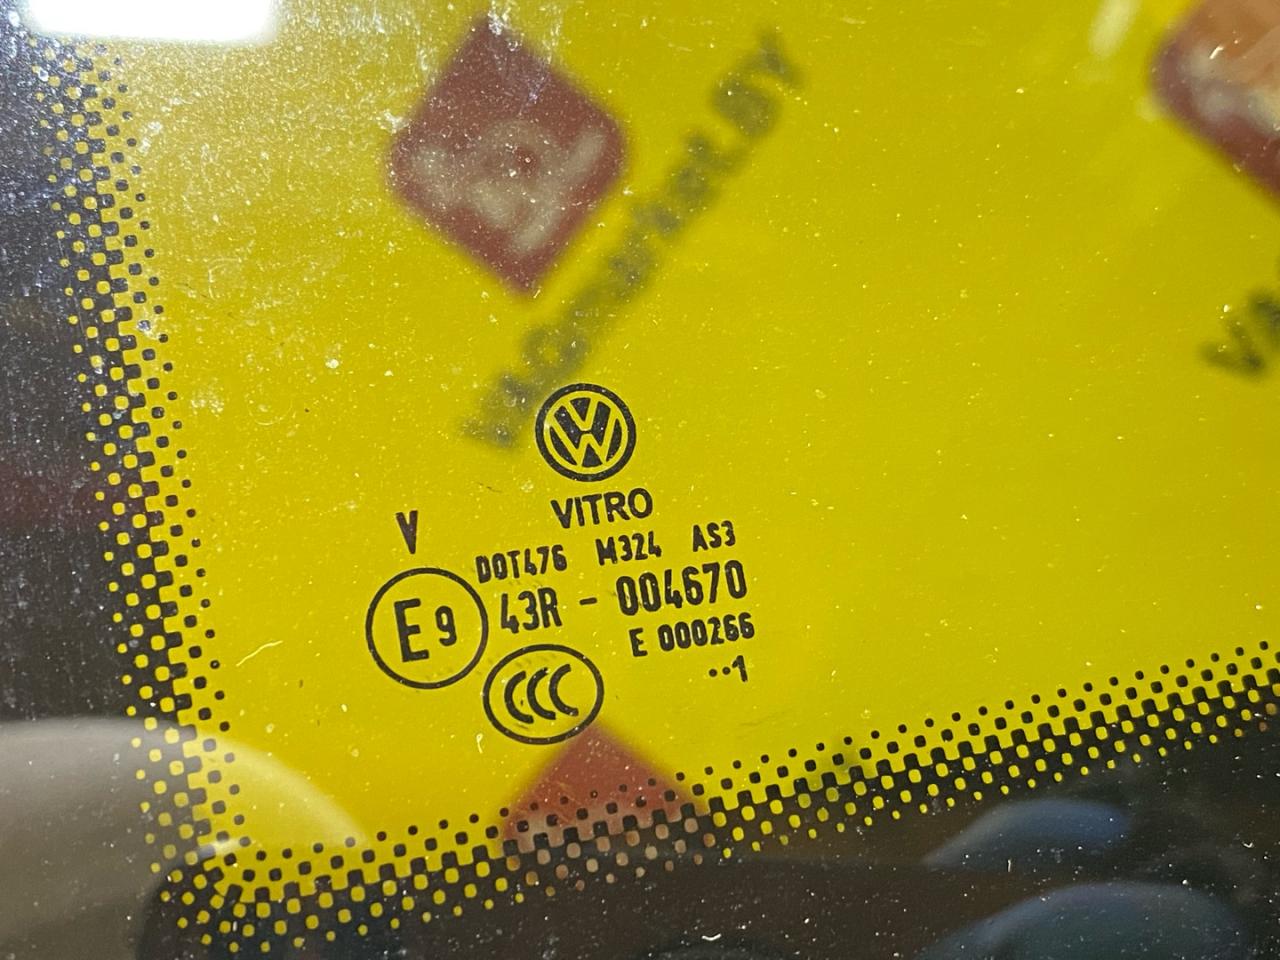 VITRO
V
DOT476 M324 AS3
E9 43R - 004670
E 000266
CCC
··1